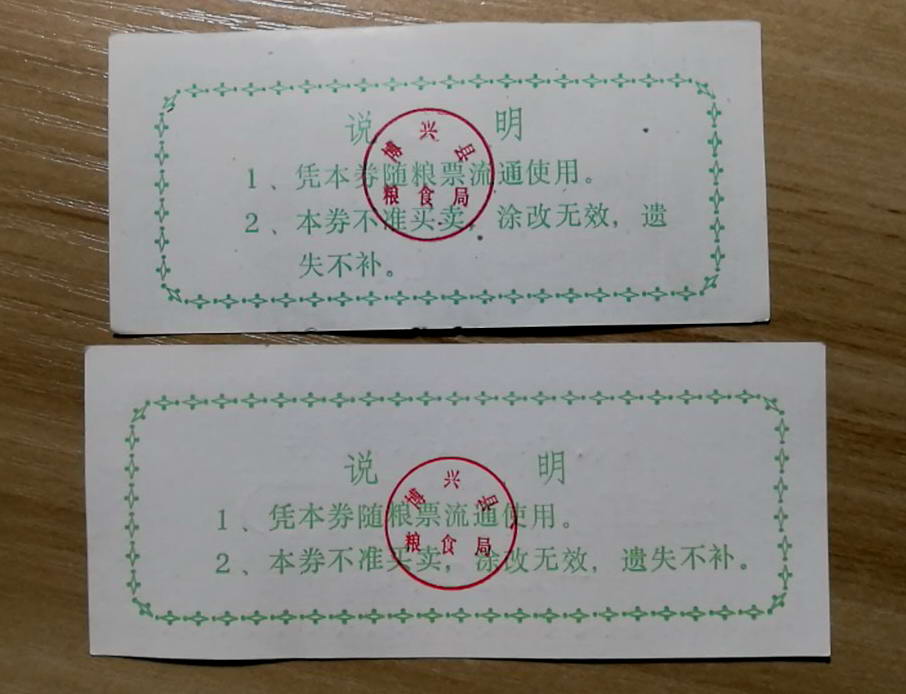 说 明
1、凭本券随粮票流通使用。
2、本券不准买卖，涂改无效，遗
失不补。
博兴县
粮食局
说 明
1、凭本券随粮票流通使用。
2、本券不准买卖，涂改无效，遗失不补。
博兴县
粮食局